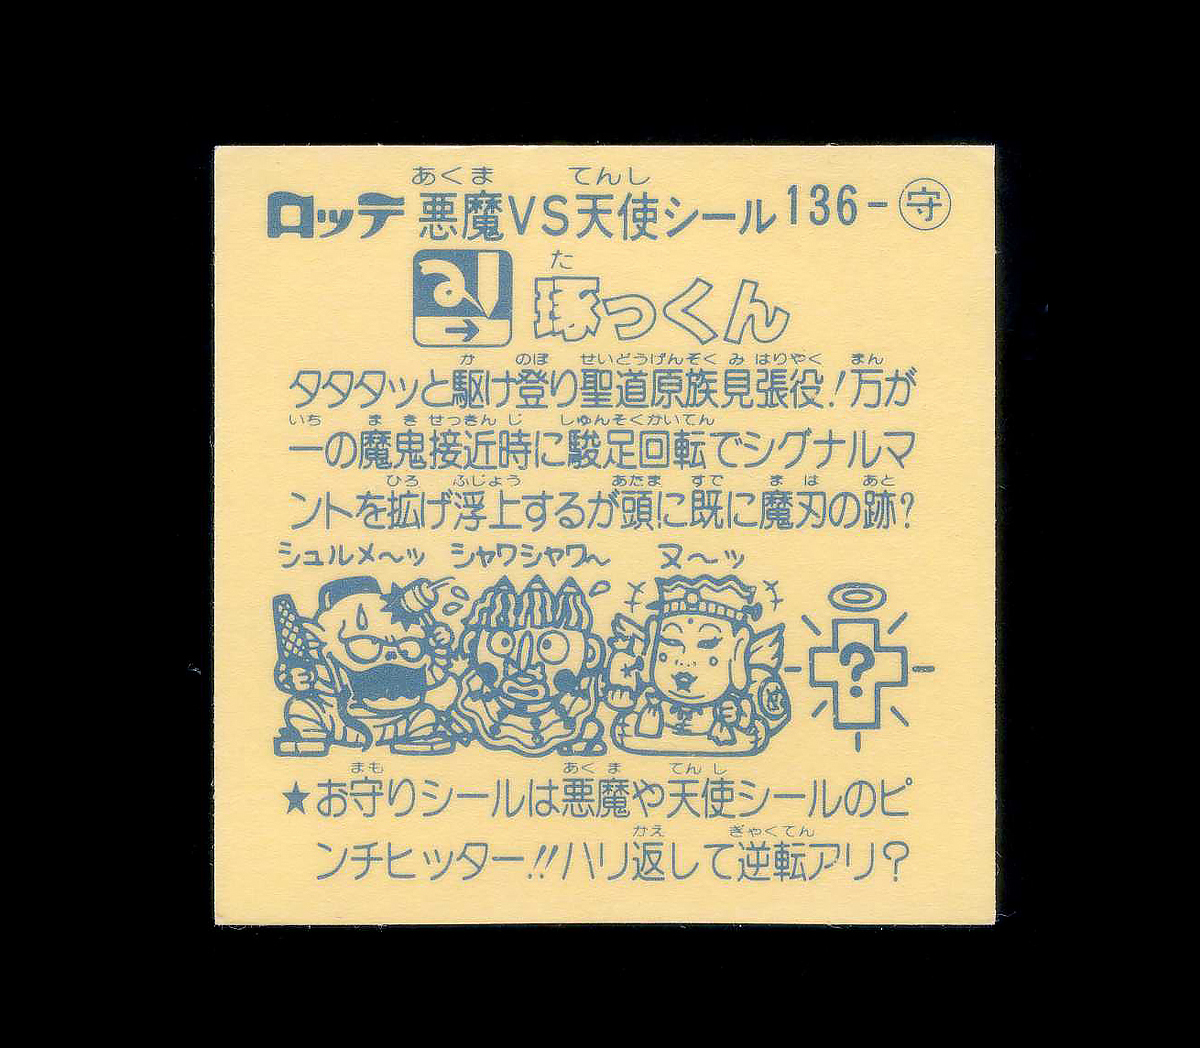 あくま てんし
ロッテ 悪魔VS天使シール 136-守
た
琢っくん
か のぼ せいどうげんぞく み はりやく まん
タタタッと駆け登り聖道原族見張役!万が
いち ま き せっきん じ しゅんそくかいてん
一の魔鬼接近時に駿足回転でシグナルマ
ひろ ふじょう あたま すで ま は あと
ントを拡げ浮上するが頭に既に魔刃の跡?
シュルメ〜ッ シャワシャワ〜 ヌ〜ッ
?
まも あく ま てん し
★お守りシールは悪魔や天使シールのピ
かえ ぎゃくてん
ンチヒッター!!ハリ返して逆転アリ?